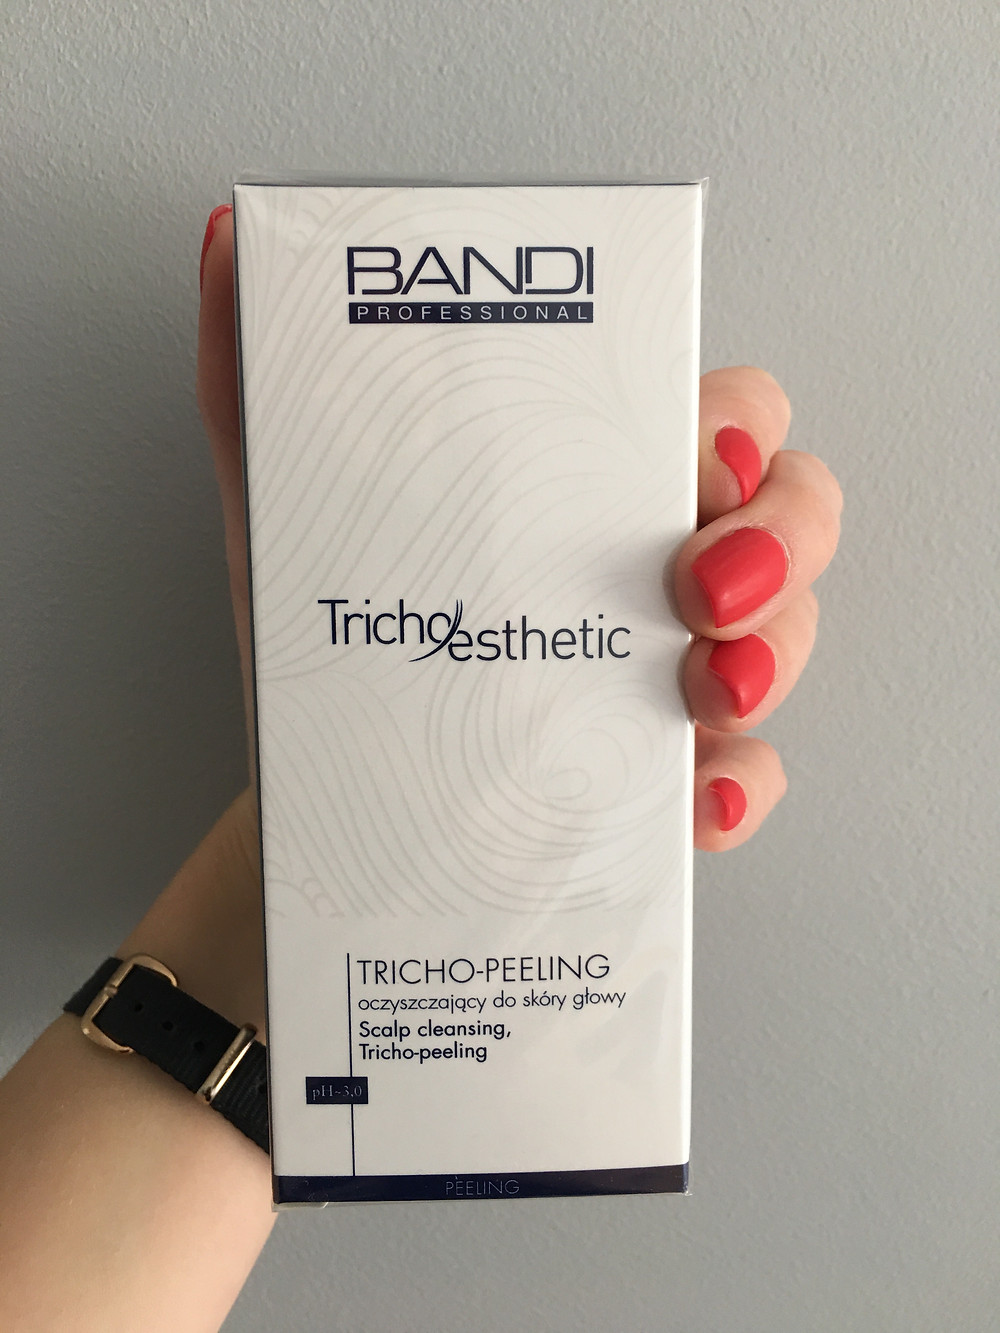 BANDI
PROFESSIONAL
Trichoesthetic
TRICHO-PEELING
oczyszczający do skóry głowy
Scalp cleansing,
Tricho-peeling
pH~3,0
PEELING